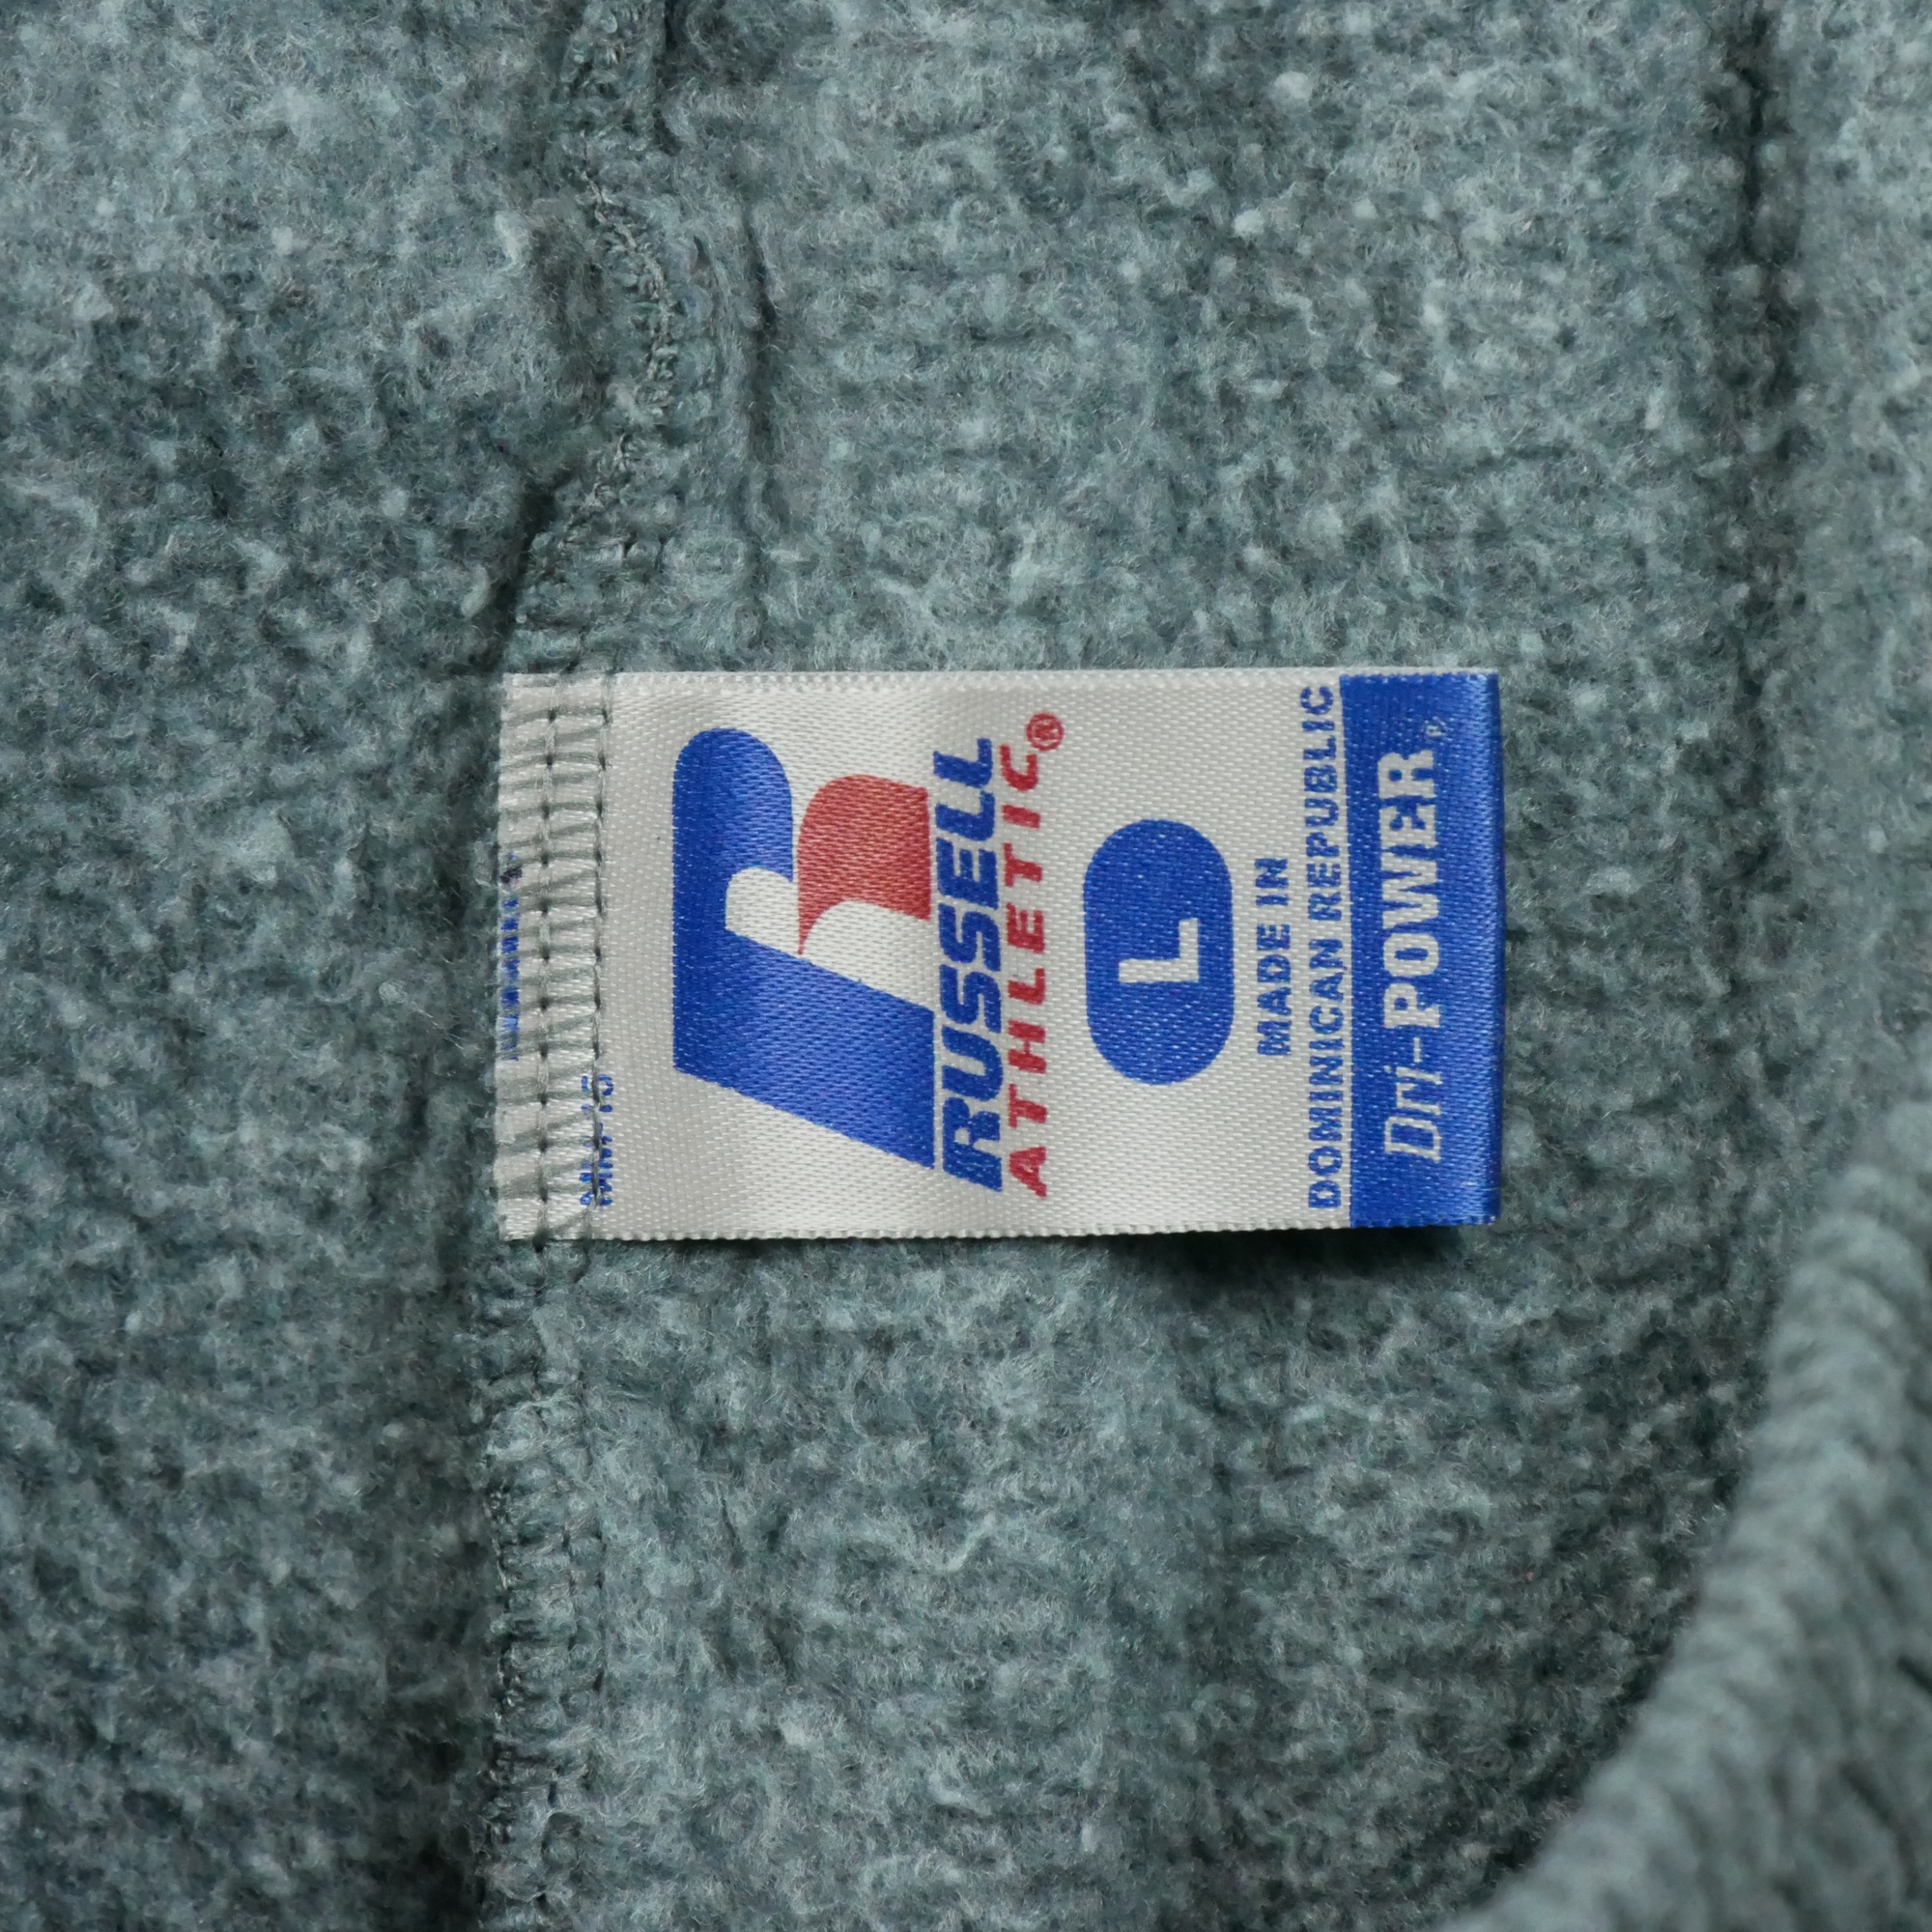 RUSSELL
ATHLETIC®
L
MADE IN
DOMINICAN REPUBLIC
Dri-POWER®